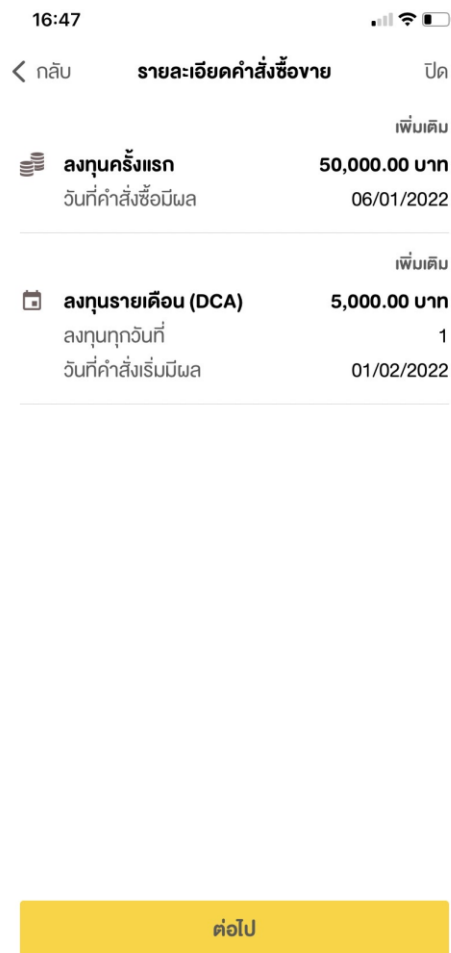 16:47
กลับ รายละเอียดคำสั่งซื้อขาย ปิด
เพิ่มเติม
ลงทุนครั้งแรก 50,000.00 บาท
วันที่คำสั่งซื้อมีผล 06/01/2022
เพิ่มเติม
ลงทุนรายเดือน (DCA) 5,000.00 บาท
ลงทุนทุกวันที่ 1
วันที่คำสั่งเริ่มมีผล 01/02/2022
ต่อไป